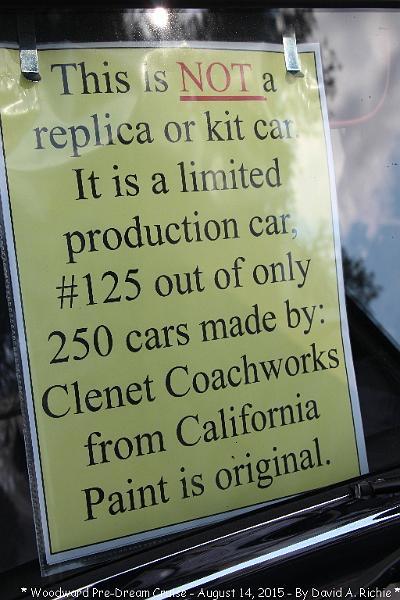 This is NOT a
replica or kit car.
It is a limited
production car,
#125 out of only
250 cars made by:
Clenet Coachworks
from California
Paint is original.
* Woodward Pre-Dream Cruise - August 14, 2015 - By David A. Richie *